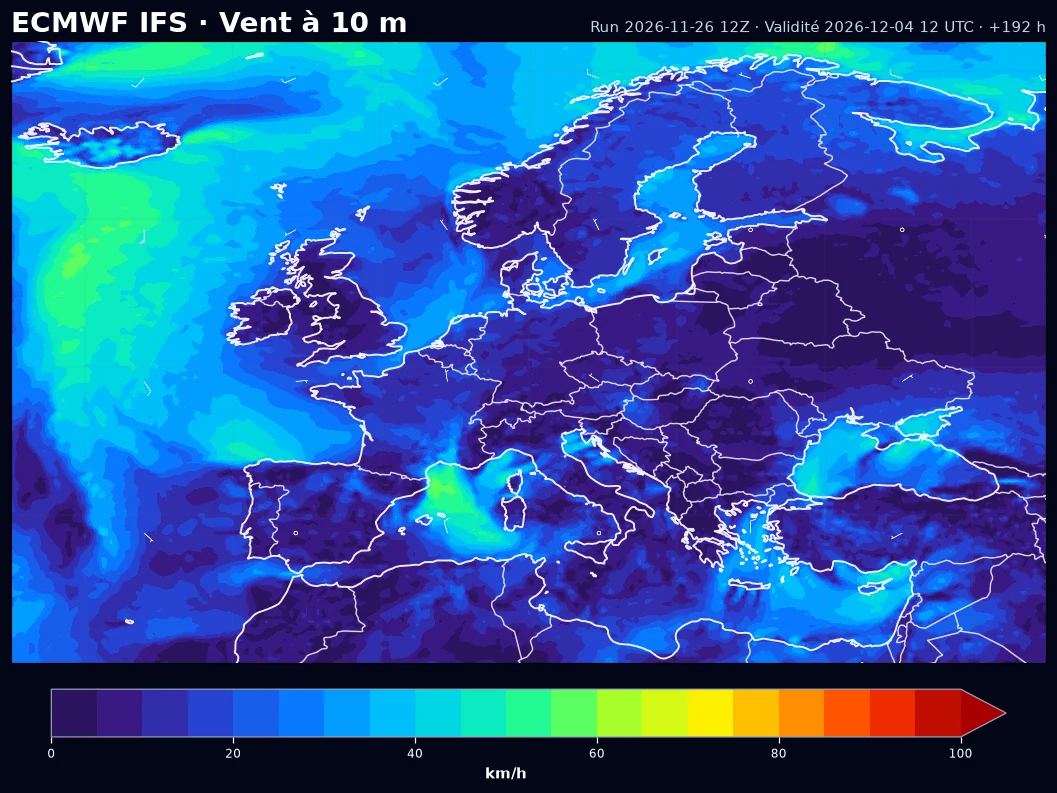 ECMWF IFS · Vent à 10 m
Run 2026-11-26 12Z · Validité 2026-12-04 12 UTC · +192 h
0 20 40 60 80 100
km/h